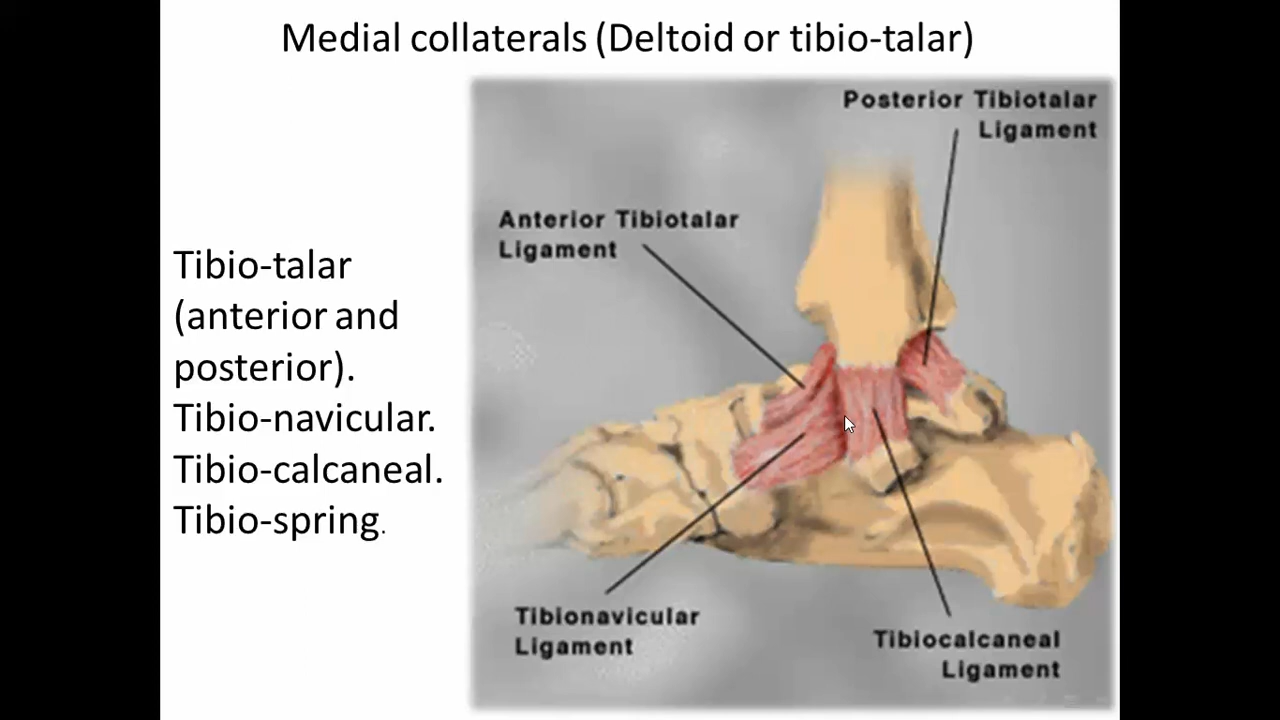 Medial collaterals (Deltoid or tibio-talar)
Posterior Tibiotalar
Ligament
Anterior Tibiotalar
Ligament
Tibio-talar
(anterior and
posterior).
Tibio-navicular.
Tibio-calcaneal.
Tibio-spring.
Tibionavicular
Ligament
Tibiocalcaneal
Ligament